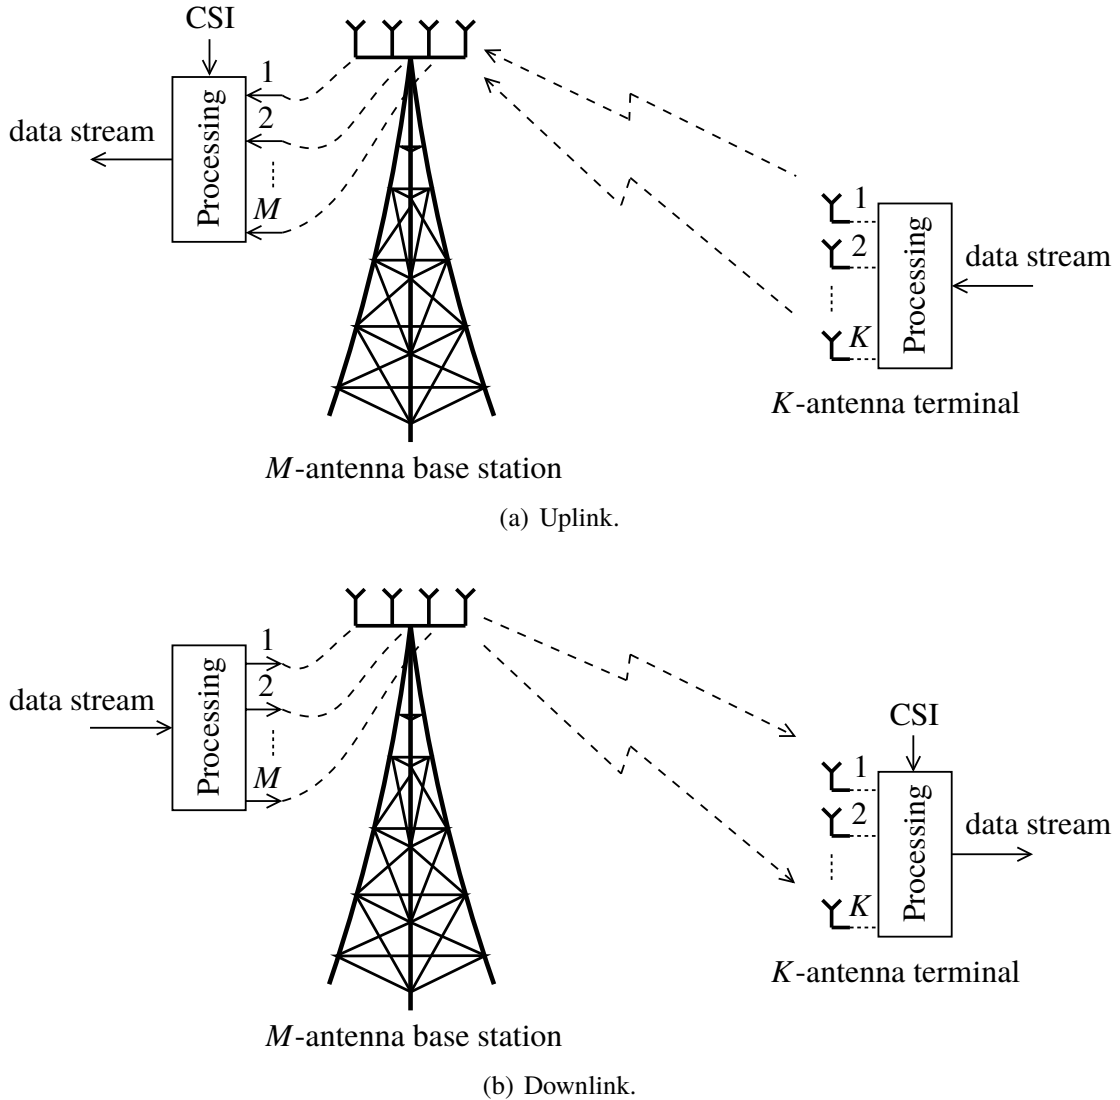 CSI
1
2
M
Processing
data stream
1
2
K
Processing
data stream
K-antenna terminal
M-antenna base station
(a) Uplink.
1
2
M
Processing
data stream
CSI
1
2
K
Processing
data stream
K-antenna terminal
M-antenna base station
(b) Downlink.